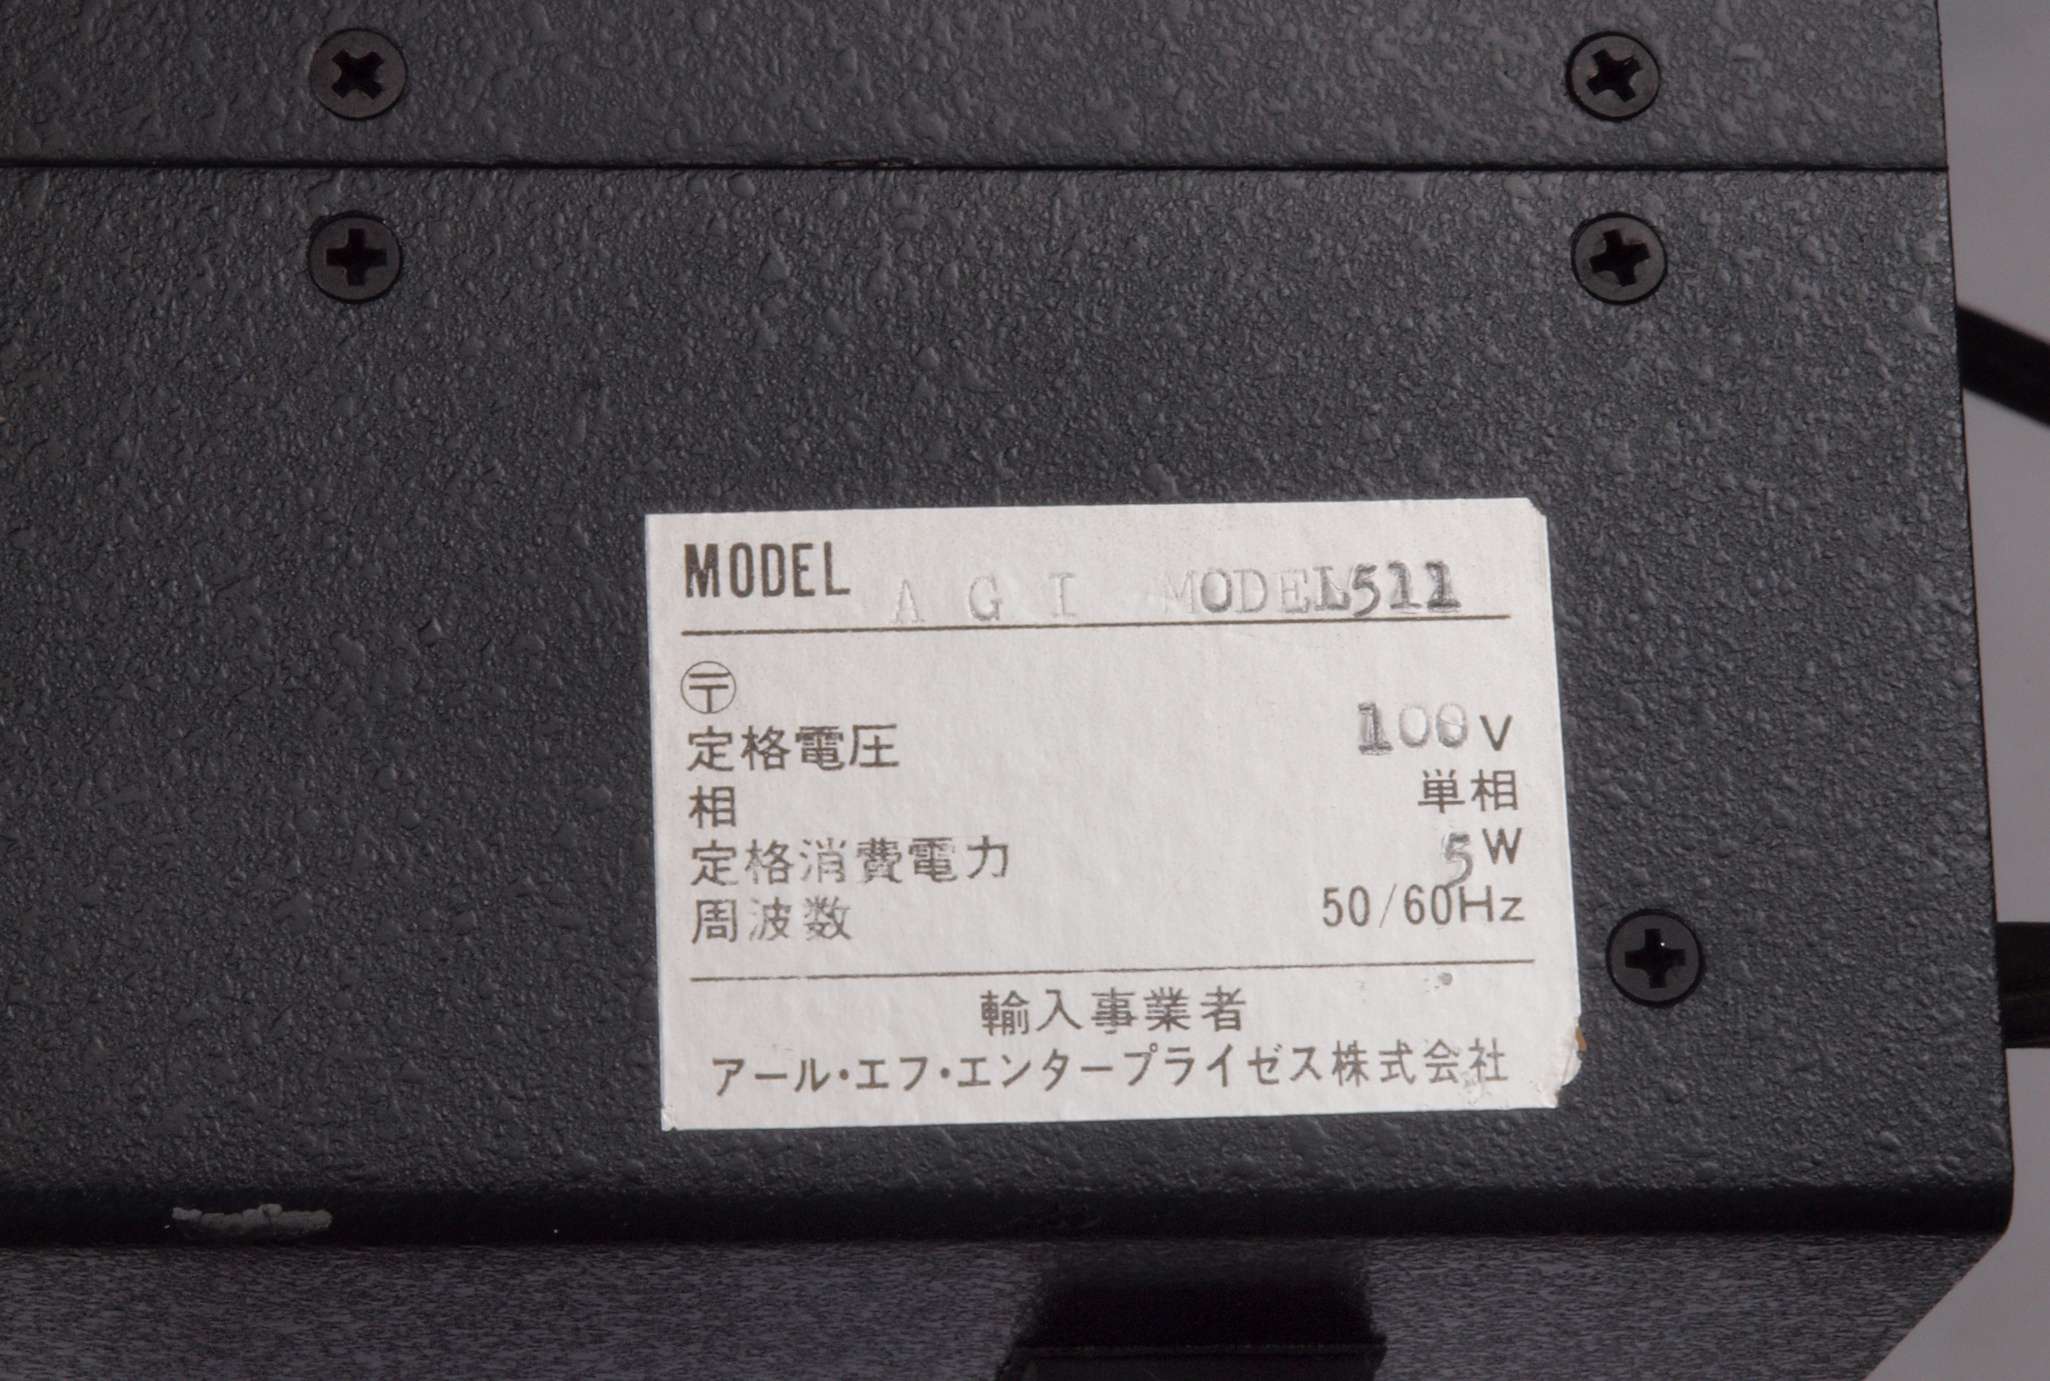 MODEL A G I MODEL511
〶
定格電圧 100V
相 単相
定格消費電力 5W
周波数 50/60Hz
輸入事業者
アール・エフ・エンタープライゼス株式会社